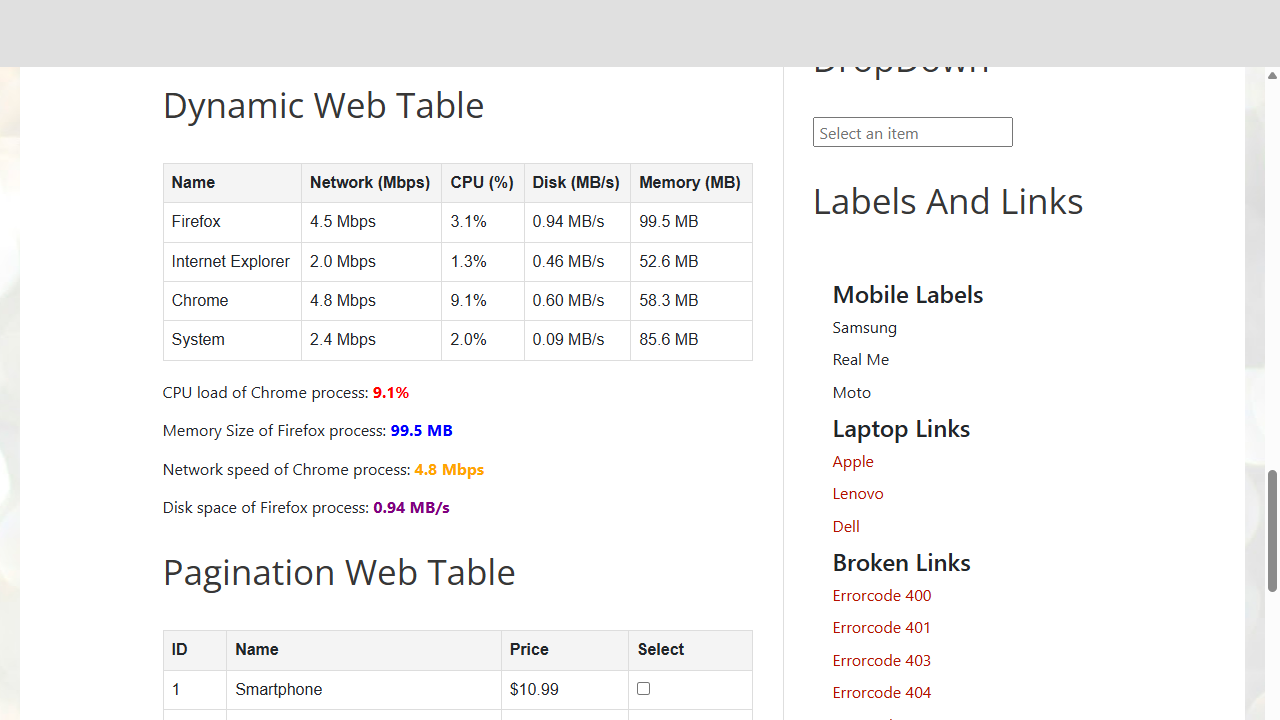 Dynamic Web Table
Name Network (Mbps) CPU (%) Disk (MB/s) Memory (MB)
Firefox 4.5 Mbps 3.1% 0.94 MB/s 99.5 MB
Internet Explorer 2.0 Mbps 1.3% 0.46 MB/s 52.6 MB
Chrome 4.8 Mbps 9.1% 0.60 MB/s 58.3 MB
System 2.4 Mbps 2.0% 0.09 MB/s 85.6 MB
CPU load of Chrome process: 9.1%
Memory Size of Firefox process: 99.5 MB
Network speed of Chrome process: 4.8 Mbps
Disk space of Firefox process: 0.94 MB/s
Pagination Web Table
ID Name Price Select
1 Smartphone $10.99
DropDown
Select an item
Labels And Links
Mobile Labels
Samsung
Real Me
Moto
Laptop Links
Apple
Lenovo
Dell
Broken Links
Errorcode 400
Errorcode 401
Errorcode 403
Errorcode 404